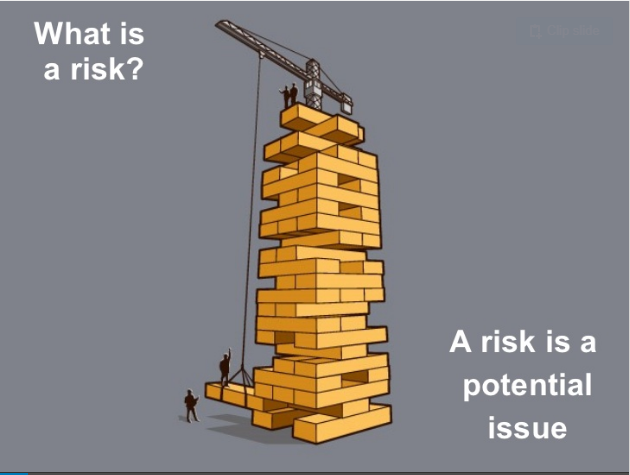 What is
a risk?
A risk is a
potential
issue